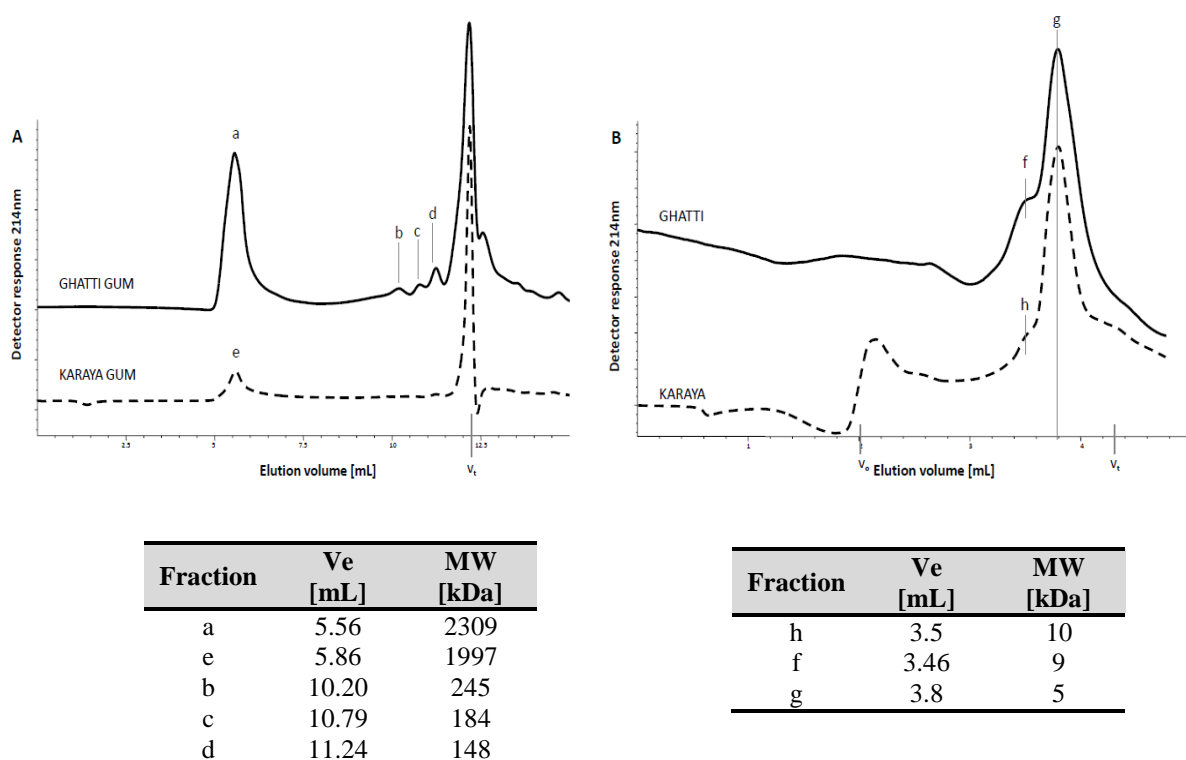 A
a
b
c
d
GHATTI GUM
e
KARAYA GUM
Detector response 214nm
2.5
5
7.5
10
12.5
Elution volume [mL]
Vt
g
B
f
GHATTI
h
KARAYA
Detector response 214nm
1
2
3
4
Vo
Elution volume [mL]
Vt
Fraction Ve [mL] MW [kDa]
a 5.56 2309
e 5.86 1997
b 10.20 245
c 10.79 184
d 11.24 148
Fraction Ve [mL] MW [kDa]
h 3.5 10
f 3.46 9
g 3.8 5